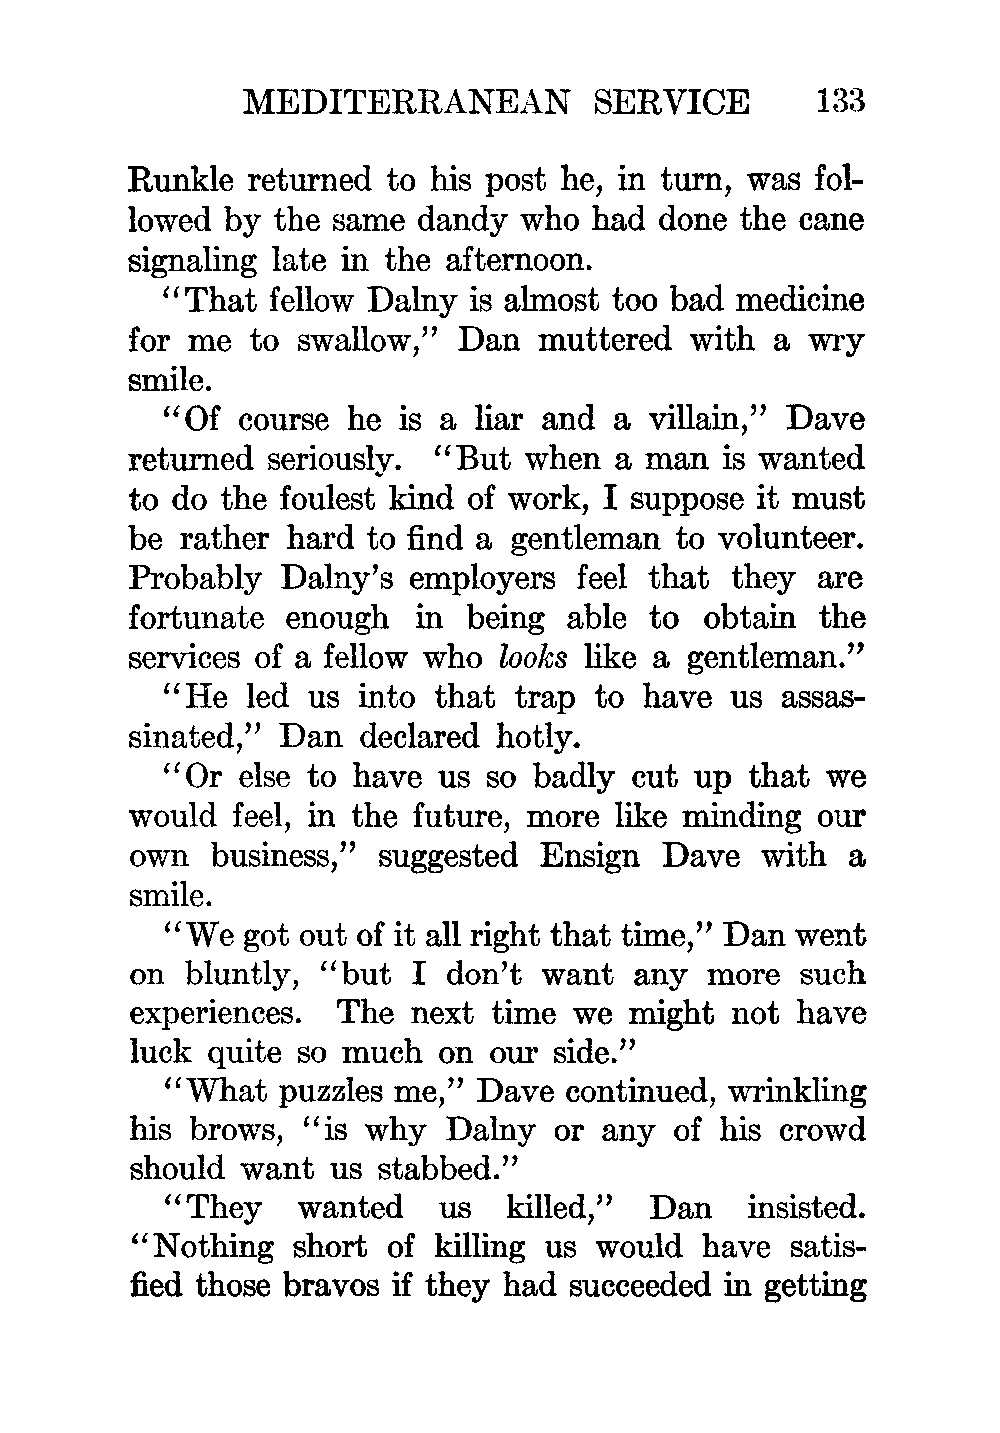 MEDITERRANEAN SERVICE 133
Runkle returned to his post he, in turn, was fol-
lowed by the same dandy who had done the cane
signaling late in the afternoon.
“That fellow Dalny is almost too bad medicine
for me to swallow,” Dan muttered with a wry
smile.
“Of course he is a liar and a villain,” Dave
returned seriously. “But when a man is wanted
to do the foulest kind of work, I suppose it must
be rather hard to find a gentleman to volunteer.
Probably Dalny’s employers feel that they are
fortunate enough in being able to obtain the
services of a fellow who looks like a gentleman.”
“He led us into that trap to have us assas-
sinated,” Dan declared hotly.
“Or else to have us so badly cut up that we
would feel, in the future, more like minding our
own business,” suggested Ensign Dave with a
smile.
“We got out of it all right that time,” Dan went
on bluntly, “but I don’t want any more such
experiences. The next time we might not have
luck quite so much on our side.”
“What puzzles me,” Dave continued, wrinkling
his brows, “is why Dalny or any of his crowd
should want us stabbed.”
“They wanted us killed,” Dan insisted.
“Nothing short of killing us would have satis-
fied those bravos if they had succeeded in getting